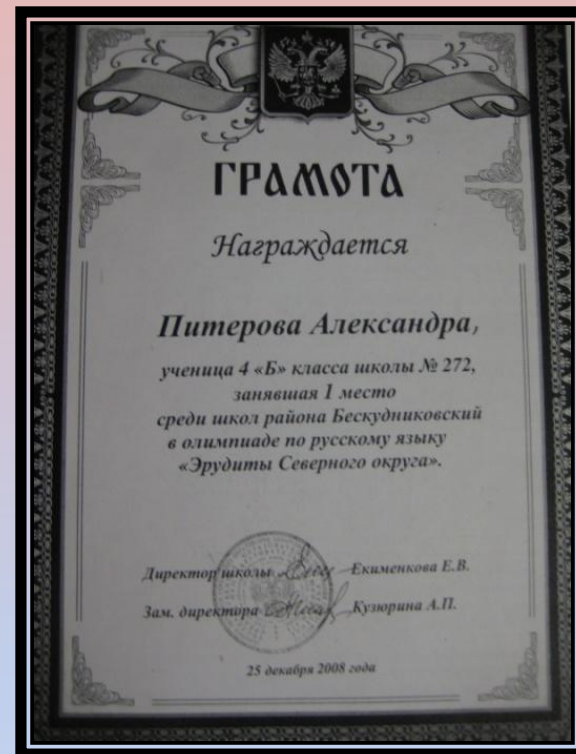 ГРАМОТА
Награждается
Питерова Александра,
ученица 4 «Б» класса школы № 272,
занявшая I место
среди школ района Бескудниковский
в олимпиаде по русскому языку
«Эрудиты Северного округа».
Директор школы Екименкова Е.В.
Зам. директора Кузюрина А.П.
25 декабря 2008 года